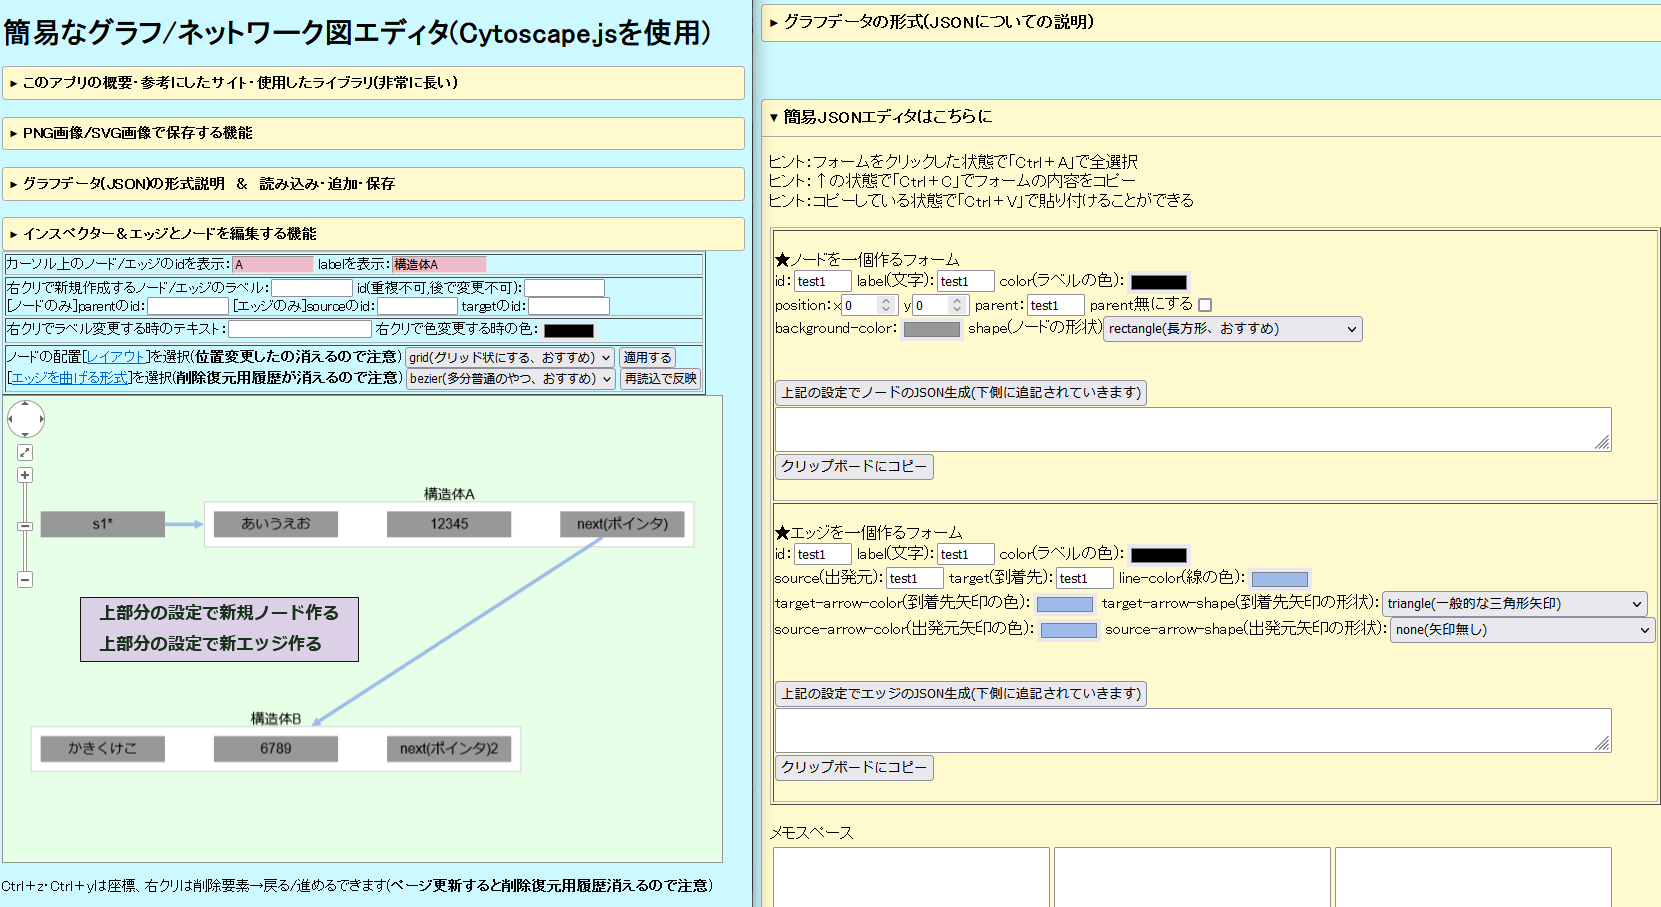 簡易なグラフ/ネットワーク図エディタ(Cytoscape.jsを使用)
▸ このアプリの概要・参考にしたサイト・使用したライブラリ(非常に長い)
▸ PNG画像/SVG画像で保存する機能
▸ グラフデータ(JSON)の形式説明 & 読み込み・追加・保存
▸ インスペクター&エッジとノードを編集する機能
カーソル上のノード/エッジのidを表示: A labelを表示: 構造体A
右クリで新規作成するノード/エッジのラベル: id(重複不可,後で変更不可):
[ノードのみ]parentのid: [エッジのみ]sourceのid: targetのid:
右クリでラベル変更する時のテキスト: 右クリで色変更する時の色:
ノードの配置[レイアウト]を選択(位置変更したの消えるので注意) grid(グリッド状にする、おすすめ) 適用する
[エッジを曲げる形式]を選択(削除復元用履歴が消えるので注意) bezier(多分普通のやつ、おすすめ) 再読込で反映
構造体A
s1* あいうえお 12345 next(ポインタ)
上部分の設定で新規ノード作る
上部分の設定で新エッジ作る
構造体B
かきくけこ 6789 next(ポインタ)2
Ctrl+z・Ctrl+yは座標、右クリは削除要素→戻る/進めるできます(ページ更新すると削除復元用履歴消えるので注意)
▸ グラフデータの形式(JSONについての説明)
▾ 簡易JSONエディタはこちらに
ヒント:フォームをクリックした状態で「Ctrl+A」で全選択
ヒント:↑の状態で「Ctrl+C」でフォームの内容をコピー
ヒント:コピーしている状態で「Ctrl+V」で貼り付けることができる
★ノードを一個作るフォーム
id: test1 label(文字): test1 color(ラベルの色):
position:x 0 y 0 parent: test1 parent無にする
background-color: shape(ノードの形状) rectangle(長方形、おすすめ)
上記の設定でノードのJSON生成(下側に追記されていきます)
クリップボードにコピー
★エッジを一個作るフォーム
id: test1 label(文字): test1 color(ラベルの色):
source(出発元): test1 target(到着先): test1 line-color(線の色):
target-arrow-color(到着先矢印の色): target-arrow-shape(到着先矢印の形状): triangle(一般的な三角形矢印)
source-arrow-color(出発元矢印の色): source-arrow-shape(出発元矢印の形状): none(矢印無し)
上記の設定でエッジのJSON生成(下側に追記されていきます)
クリップボードにコピー
メモスペース